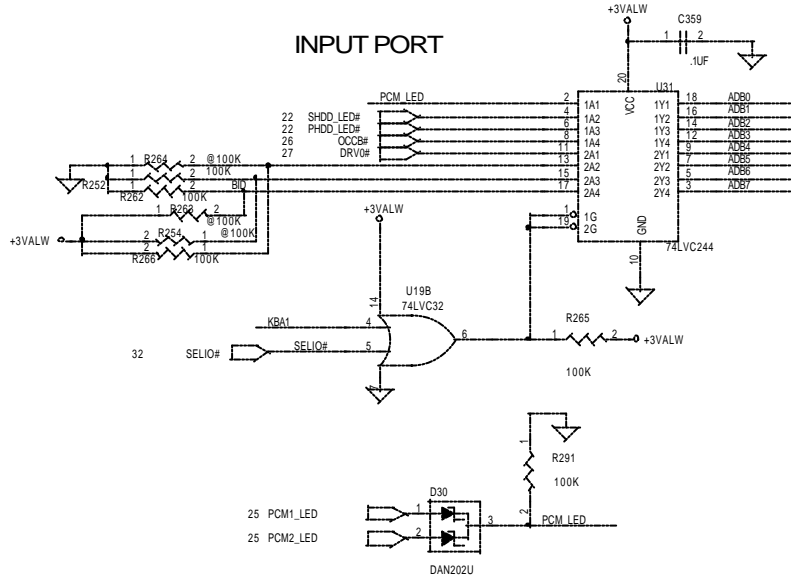 +3VALW
C359
1 2
.1UF
INPUT PORT
20
U31
VCC
PCM_LED 2 1A1 1Y1 18 ADB0
22 SHDD_LED# 4 1A2 1Y2 16 ADB1
22 PHDD_LED# 6 1A3 1Y3 14 ADB2
26 OCCB# 8 1A4 1Y4 12 ADB3
27 DRV0# 11 2A1 2Y1 9 ADB4
1 R264 2 @100K 13 2A2 2Y2 7 ADB5
R252 1 2 100K 15 2A3 2Y3 5 ADB6
1 2 BID 17 2A4 2Y4 3 ADB7
R262 100K
1 R263 2
@100K
+3VALW
1 1G
19 2G
GND
74LVC244
10
+3VALW 2 R254 1 @100K
2 1
R266 100K
U19B
74LVC32
14
KBA1 4
6
32 SELIO# SELIO# 5
7
R265
1 2 +3VALW
100K
1
R291
100K
2
D30
25 PCM1_LED 1
3 PCM_LED
25 PCM2_LED 2
DAN202U